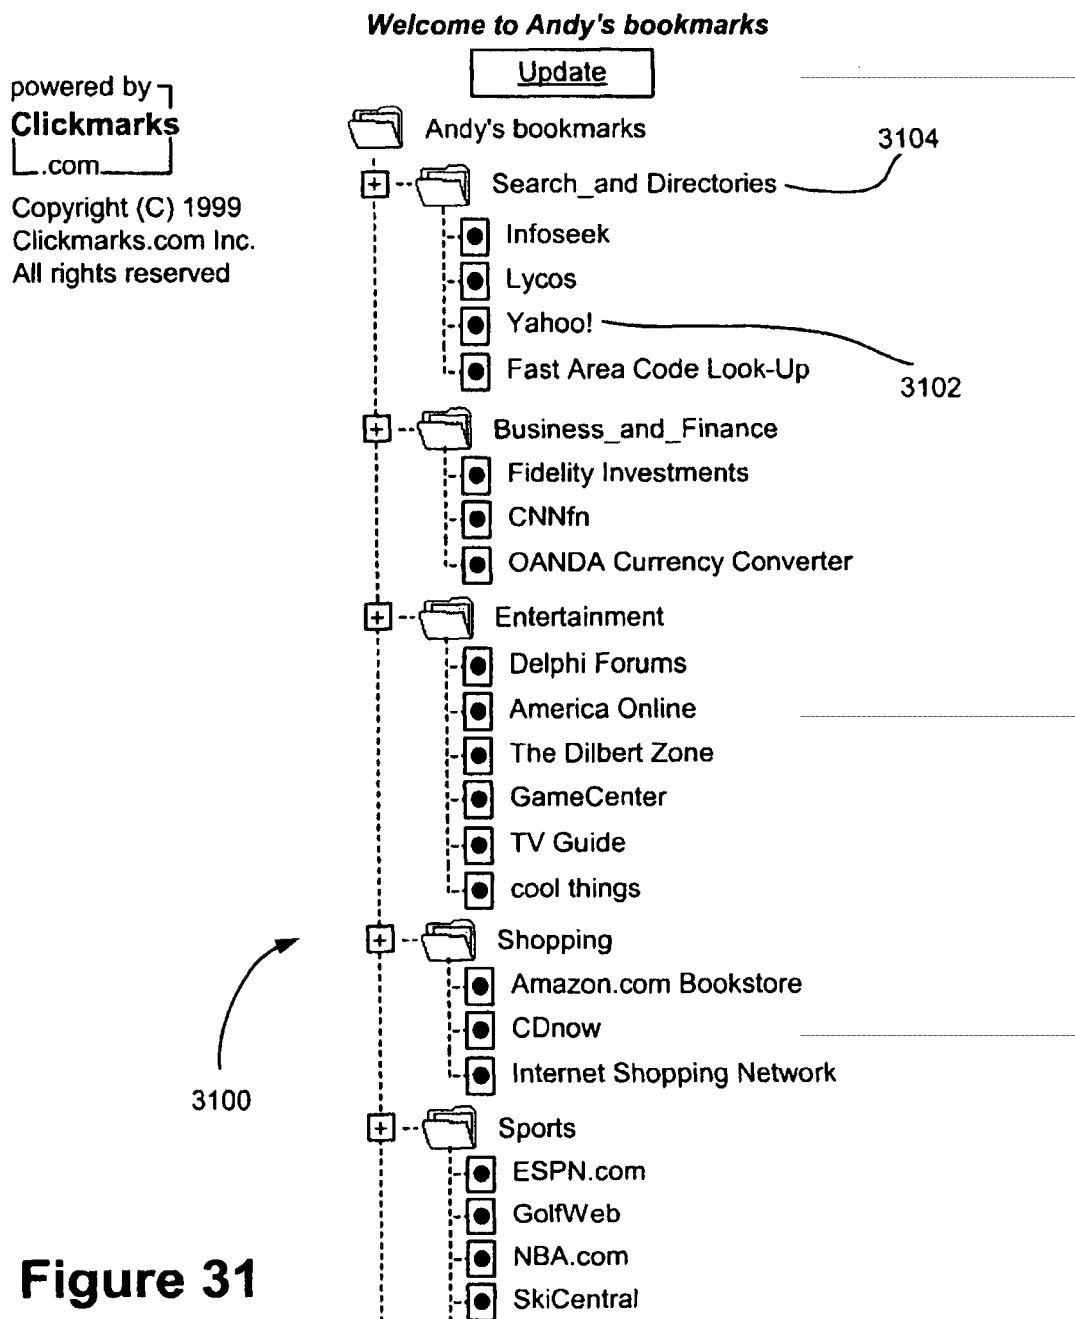 Welcome to Andy's bookmarks
Update
powered by
Clickmarks
.com
Copyright (C) 1999
Clickmarks.com Inc.
All rights reserved
Andy's bookmarks
3104
Search_and Directories
Infoseek
Lycos
Yahoo!
Fast Area Code Look-Up
3102
Business_and_Finance
Fidelity Investments
CNNfn
OANDA Currency Converter
Entertainment
Delphi Forums
America Online
The Dilbert Zone
GameCenter
TV Guide
cool things
Shopping
Amazon.com Bookstore
CDnow
Internet Shopping Network
3100
Sports
ESPN.com
GolfWeb
NBA.com
SkiCentral
Figure 31